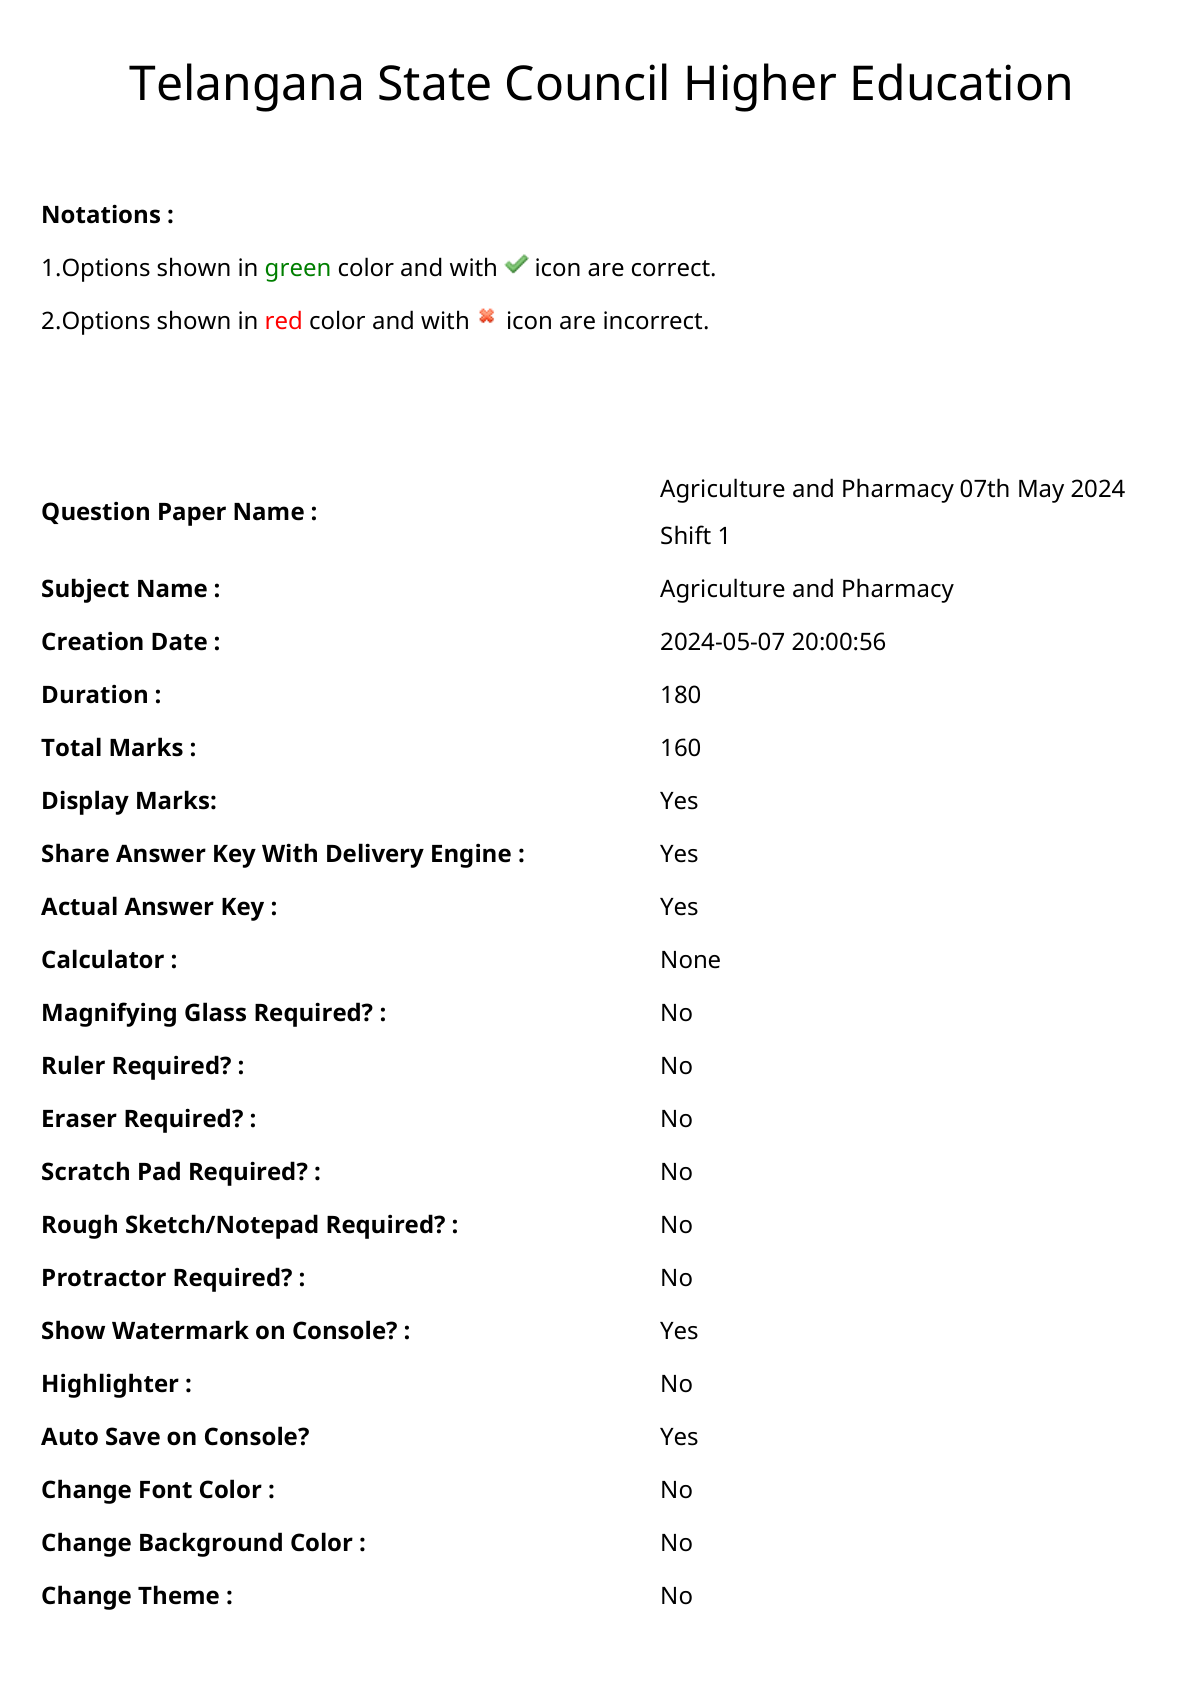 Telangana State Council Higher Education
Notations :
1.Options shown in green color and with icon are correct.
2.Options shown in red color and with icon are incorrect.
Question Paper Name : Agriculture and Pharmacy 07th May 2024
Shift 1
Subject Name : Agriculture and Pharmacy
Creation Date : 2024-05-07 20:00:56
Duration : 180
Total Marks : 160
Display Marks: Yes
Share Answer Key With Delivery Engine : Yes
Actual Answer Key : Yes
Calculator : None
Magnifying Glass Required? : No
Ruler Required? : No
Eraser Required? : No
Scratch Pad Required? : No
Rough Sketch/Notepad Required? : No
Protractor Required? : No
Show Watermark on Console? : Yes
Highlighter : No
Auto Save on Console? Yes
Change Font Color : No
Change Background Color : No
Change Theme : No